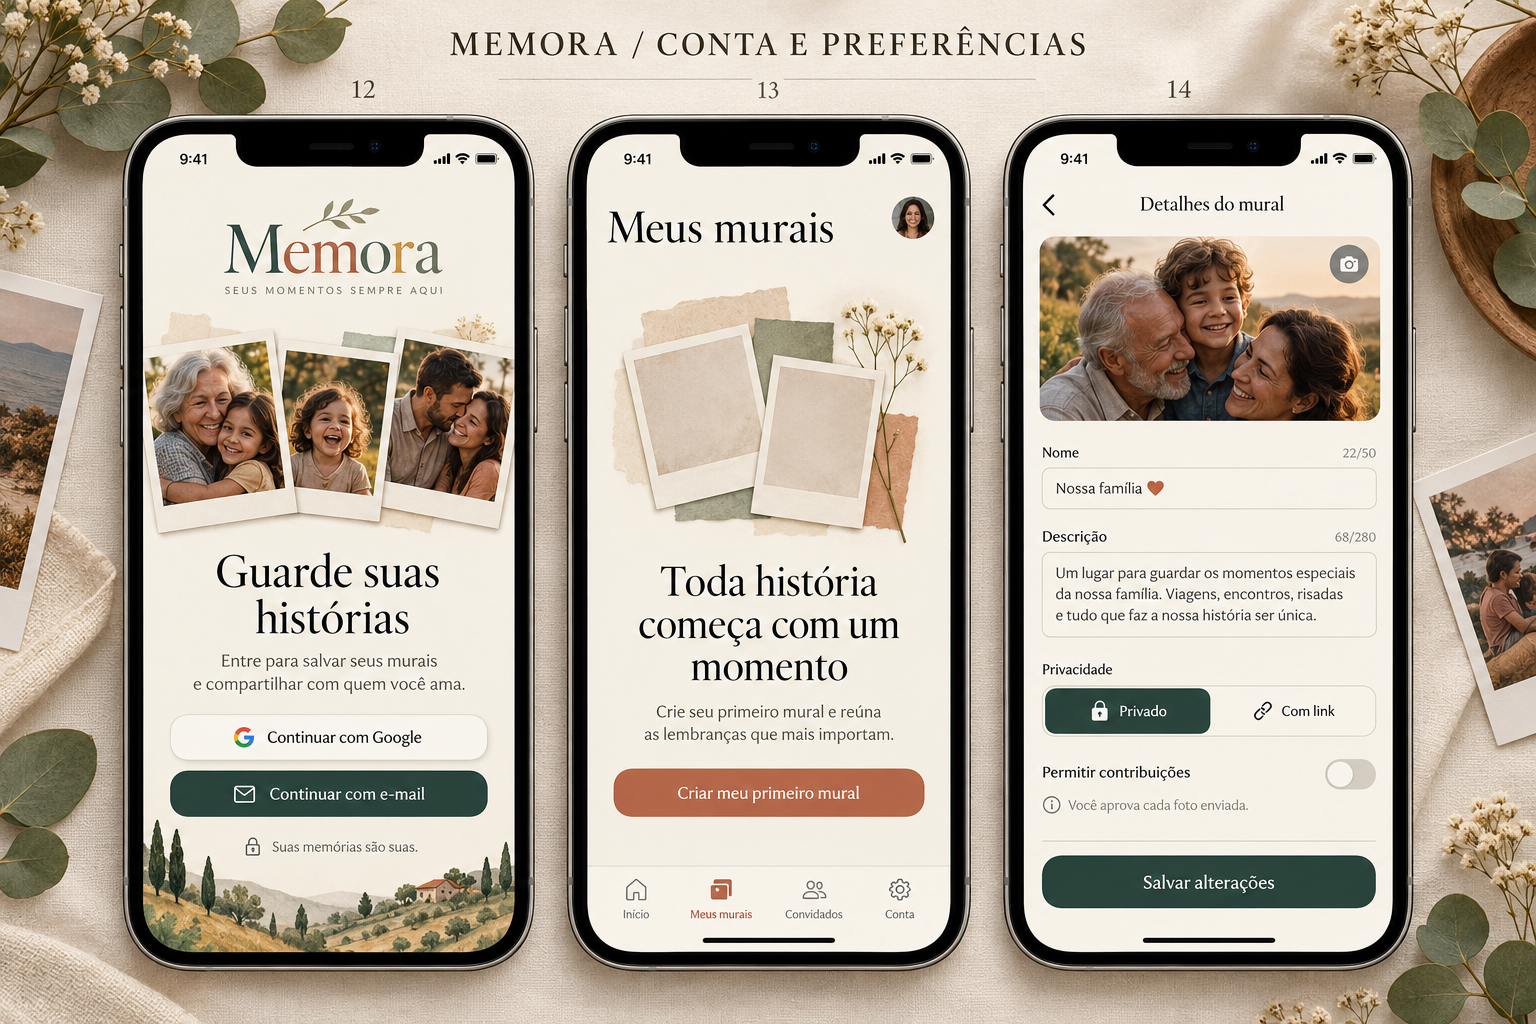 MEMORA / CONTA E PREFERÊNCIAS
12
13
14
9:41
Memora
SEUS MOMENTOS SEMPRE AQUI
Guarde suas
histórias
Entre para salvar seus murais
e compartilhar com quem você ama.
Continuar com Google
Continuar com e-mail
Suas memórias são suas.
9:41
Meus murais
Toda história
começa com um
momento
Crie seu primeiro mural e reúna
as lembranças que mais importam.
Criar meu primeiro mural
Início
Meus murais
Convidados
Conta
9:41
Detalhes do mural
Nome 22/50
Nossa família ❤️
Descrição 68/280
Um lugar para guardar os momentos especiais
da nossa família. Viagens, encontros, risadas
e tudo que faz a nossa história ser única.
Privacidade
Privado
Com link
Permitir contribuições
Você aprova cada foto enviada.
Salvar alterações